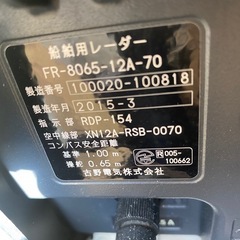 船舶用レーダー
FR-8065-12A-70
製造番号 100020-100818
製造年月 2015-3
指示部 RDP-154
空中線部 XN12A-RSB-0070
コンパス安全距離
基準 1.00 m
操舵 0.65 m
R 005-
100662
古野電気株式会社